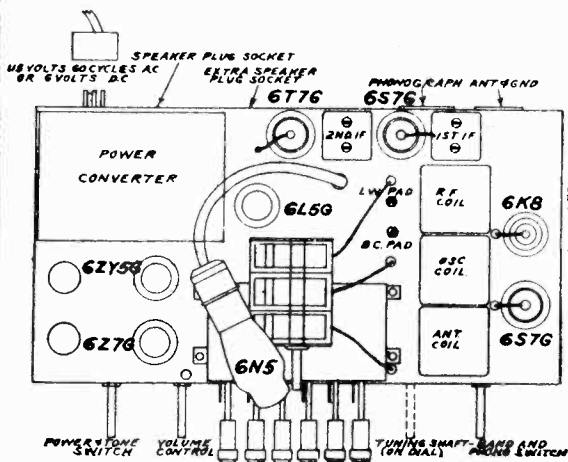 SPEAKER PLUG SOCKET
115 VOLTS 60 CYCLES AC
OR 6 VOLTS D.C
EXTRA SPEAKER
PLUG SOCKET
PHONOGRAPH ANT & GND
6T7G
6S7G
2ND IF
1ST IF
POWER
CONVERTER
L.W. PAD
R F
COIL
6K8
6L5G
B.C. PAD
OSC
COIL
6ZY5G
6S7G
6Z7G
ANT.
COIL
6N5
POWER & TONE
SWITCH
VOLUME
CONTROL
TUNING SHAFT
(ON DIAL)
BAND AND
PHONO SWITCH